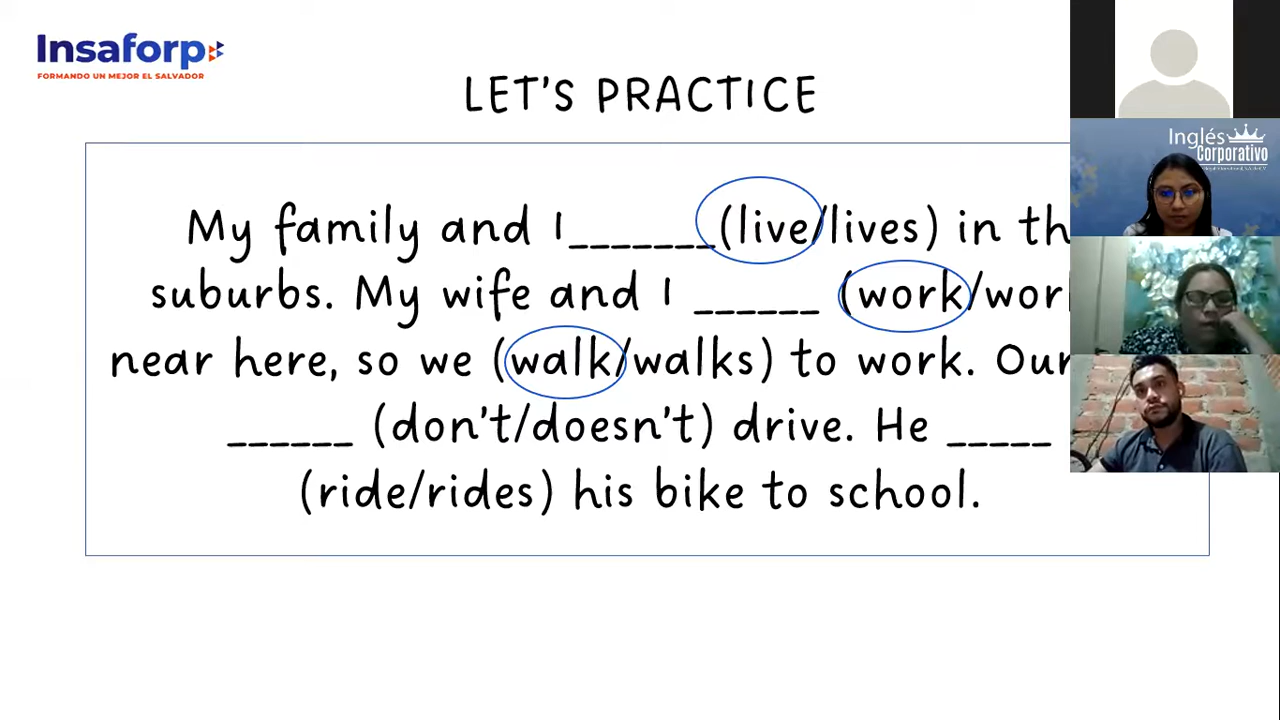 Insaforp
FORMANDO UN MEJOR EL SALVADOR
LET'S PRACTICE
Inglés
Corporativo
My family and I_______(live/lives) in th
suburbs. My wife and I ______ (work/wor
near here, so we (walk/walks) to work. Our
______ (don't/doesn't) drive. He _____
(ride/rides) his bike to school.